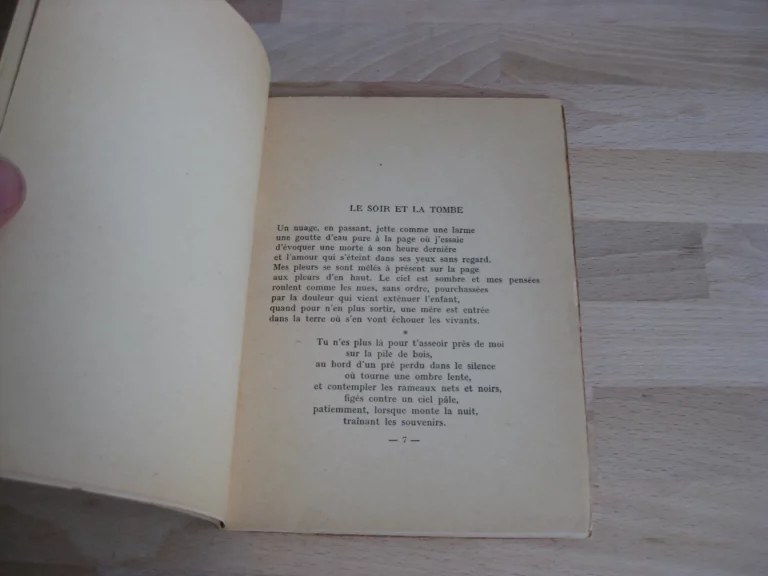 LE SOIR ET LA TOMBE
Un nuage, en passant, jette comme une larme
une goutte d'eau pure à la page où j'essaie
d'évoquer une morte à son heure dernière
et l'amour qui s'éteint dans ses yeux sans regard.
Mes pleurs se sont mêlés à présent sur la page
aux pleurs d'en haut. Le ciel est sombre et mes pensées
roulent comme les nues, sans ordre, pourchassées
par la douleur qui vient exténuer l'enfant,
quand pour n'en plus sortir, une mère est entrée
dans la terre où s'en vont échouer les vivants.
*
Tu n'es plus là pour t'asseoir près de moi
sur la pile de bois,
au bord d'un pré perdu dans le silence
où tourne une ombre lente,
et contempler les rameaux nets et noirs,
figés contre un ciel pâle,
patiemment, lorsque monte la nuit,
traînant les souvenirs.
— 7 —